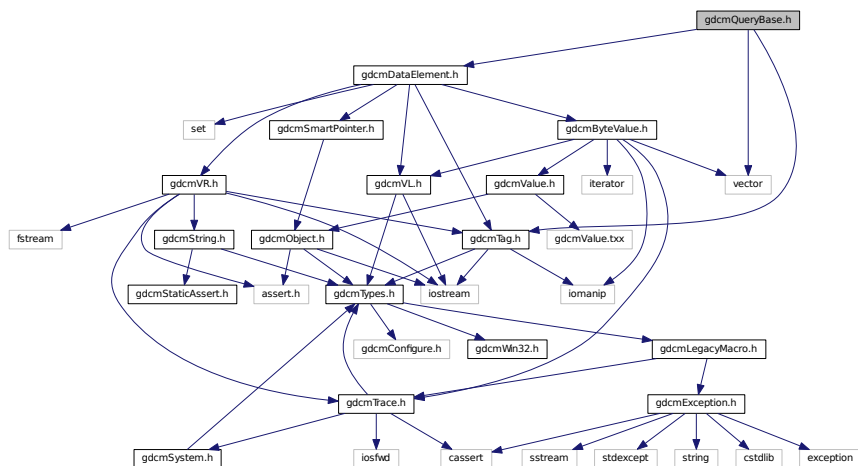 gdcmQueryBase.h
gdcmDataElement.h
set
gdcmSmartPointer.h
gdcmByteValue.h
gdcmVR.h
gdcmVL.h
gdcmValue.h
iterator
vector
fstream
gdcmString.h
gdcmObject.h
gdcmTag.h
gdcmValue.txx
gdcmStaticAssert.h
assert.h
gdcmTypes.h
iostream
iomanip
gdcmConfigure.h
gdcmWin32.h
gdcmLegacyMacro.h
gdcmTrace.h
gdcmException.h
gdcmSystem.h
iosfwd
cassert
sstream
stdexcept
string
cstdlib
exception